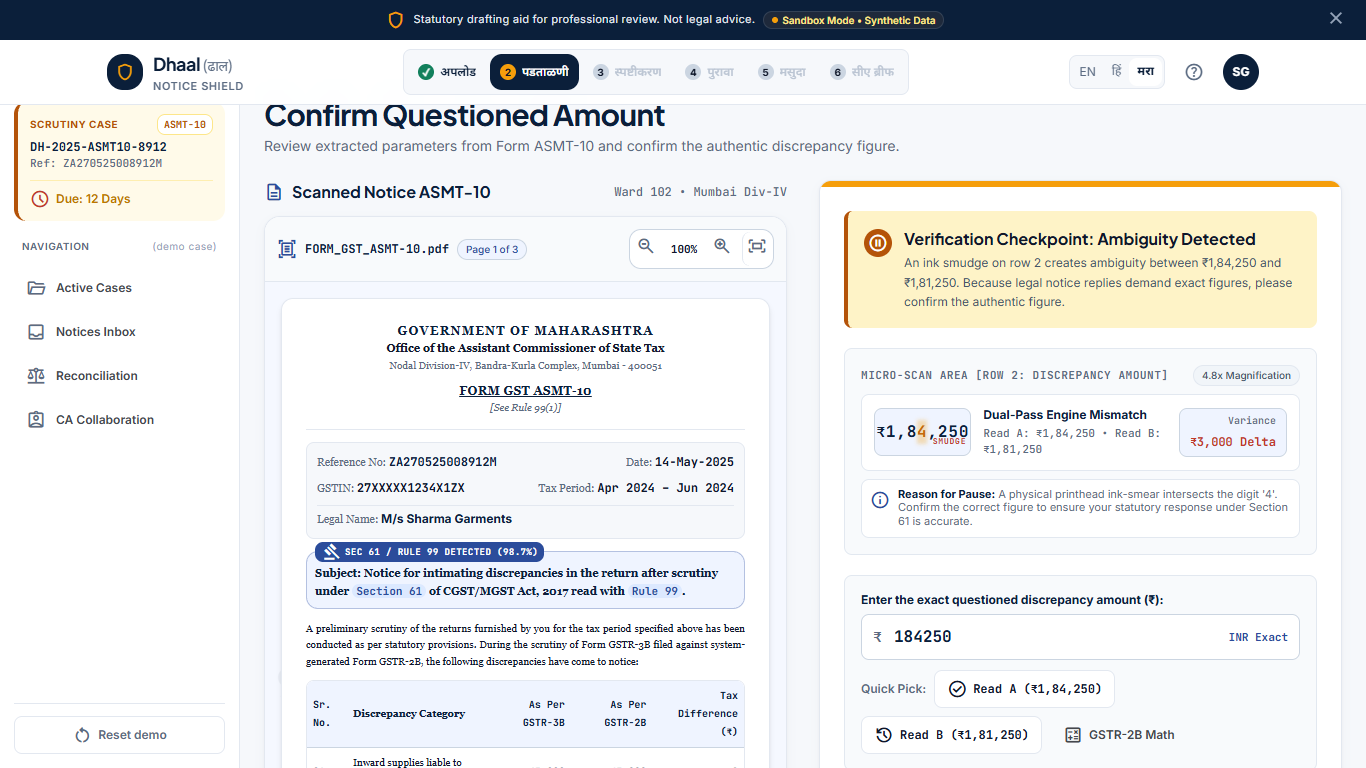 Statutory drafting aid for professional review. Not legal advice. Sandbox Mode • Synthetic Data
Dhaal (ढाल)
NOTICE SHIELD
अपलोड
2 पडताळणी
3 स्पष्टीकरण
4 पुरावा
5 मसुदा
6 सीए ब्रीफ
EN हिं मरा
SG
SCRUTINY CASE ASMT-10
DH-2025-ASMT10-8912
Ref: ZA270525008912M
Due: 12 Days
NAVIGATION (demo case)
Active Cases
Notices Inbox
Reconciliation
CA Collaboration
Reset demo
Confirm Questioned Amount
Review extracted parameters from Form ASMT-10 and confirm the authentic discrepancy figure.
Scanned Notice ASMT-10 Ward 102 • Mumbai Div-IV
FORM_GST_ASMT-10.pdf Page 1 of 3 100%
GOVERNMENT OF MAHARASHTRA
Office of the Assistant Commissioner of State Tax
Nodal Division-IV, Bandra-Kurla Complex, Mumbai - 400051
FORM GST ASMT-10
[See Rule 99(1)]
Reference No: ZA270525008912M Date: 14-May-2025
GSTIN: 27XXXXX1234X1ZX Tax Period: Apr 2024 – Jun 2024
Legal Name: M/s Sharma Garments
SEC 61 / RULE 99 DETECTED (98.7%)
Subject: Notice for intimating discrepancies in the return after scrutiny
under Section 61 of CGST/MGST Act, 2017 read with Rule 99 .
A preliminary scrutiny of the returns furnished by you for the tax period specified above has been
conducted as per statutory provisions. During the scrutiny of Form GSTR-3B filed against system-
generated Form GSTR-2B, the following discrepancies have come to notice:
Sr. No. Discrepancy Category As Per GSTR-3B As Per GSTR-2B Tax Difference (₹)
Inward supplies liable to
Verification Checkpoint: Ambiguity Detected
An ink smudge on row 2 creates ambiguity between ₹1,84,250 and
₹1,81,250. Because legal notice replies demand exact figures, please
confirm the authentic figure.
MICRO-SCAN AREA [ROW 2: DISCREPANCY AMOUNT] 4.8x Magnification
₹1,84,250
SMUDGE
Dual-Pass Engine Mismatch
Read A: ₹1,84,250 • Read B:
₹1,81,250
Variance
₹3,000 Delta
Reason for Pause: A physical printhead ink-smear intersects the digit '4'.
Confirm the correct figure to ensure your statutory response under Section
61 is accurate.
Enter the exact questioned discrepancy amount (₹):
₹ 184250 INR Exact
Quick Pick: Read A (₹1,84,250)
Read B (₹1,81,250) GSTR-2B Math